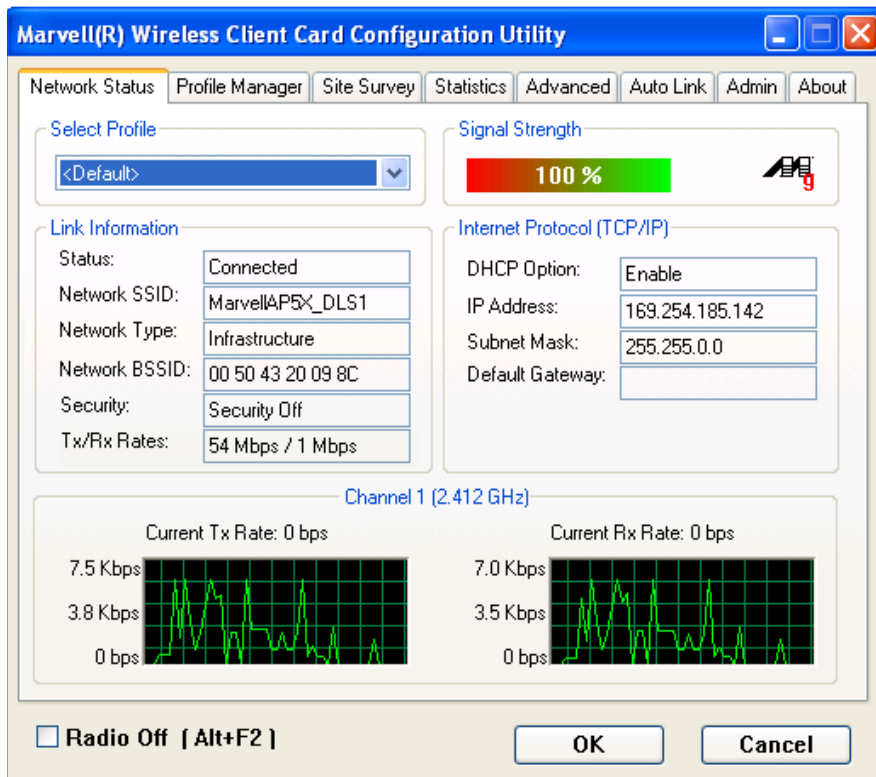 Marvell(R) Wireless Client Card Configuration Utility
Network Status Profile Manager Site Survey Statistics Advanced Auto Link Admin About
Select Profile
<Default>
Signal Strength
100 %
g
Link Information
Status: Connected
Network SSID: MarvellAP5X_DLS1
Network Type: Infrastructure
Network BSSID: 00 50 43 20 09 8C
Security: Security Off
Tx/Rx Rates: 54 Mbps / 1 Mbps
Internet Protocol (TCP/IP)
DHCP Option: Enable
IP Address: 169.254.185.142
Subnet Mask: 255.255.0.0
Default Gateway:
Channel 1 (2.412 GHz)
Current Tx Rate: 0 bps
7.5 Kbps
3.8 Kbps
0 bps
Current Rx Rate: 0 bps
7.0 Kbps
3.5 Kbps
0 bps
Radio Off [ Alt+F2 ]
OK
Cancel